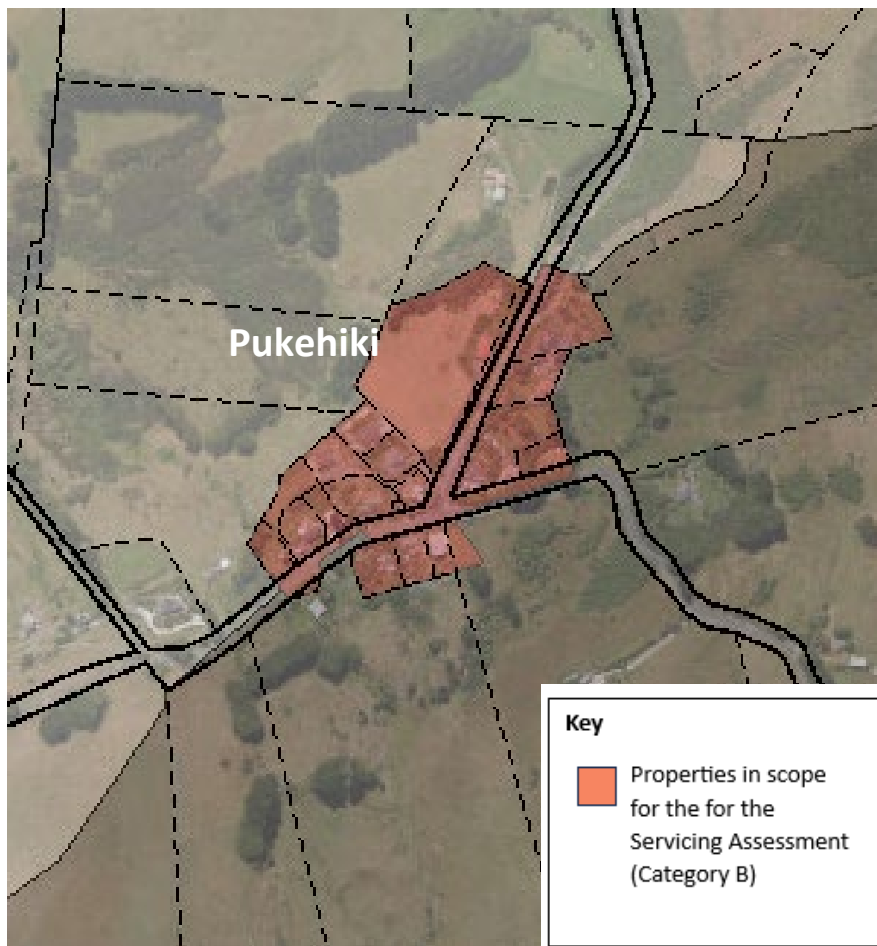 Pukehiki
Key
Properties in scope
for the for the
Servicing Assessment
(Category B)